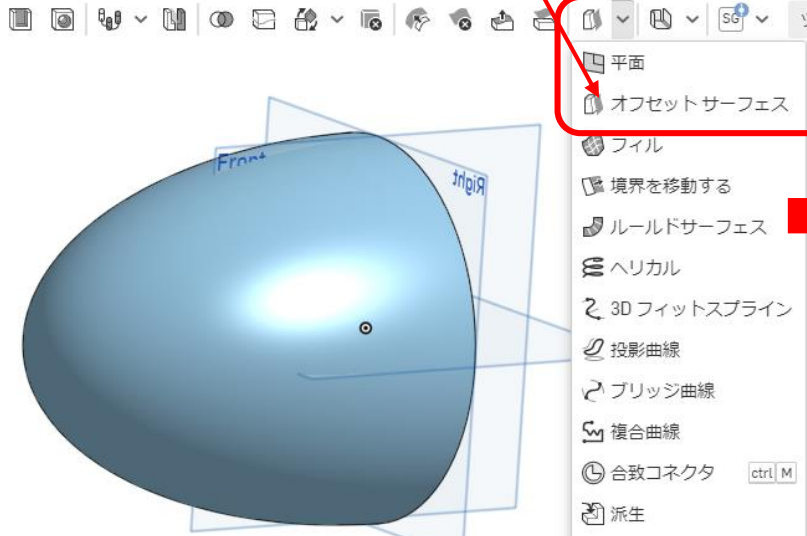 SG
平面
オフセット サーフェス
フィル
境界を移動する
ルールドサーフェス
ヘリカル
3D フィットスプライン
投影曲線
ブリッジ曲線
複合曲線
合致コネクタ ctrl M
派生
Front
Right